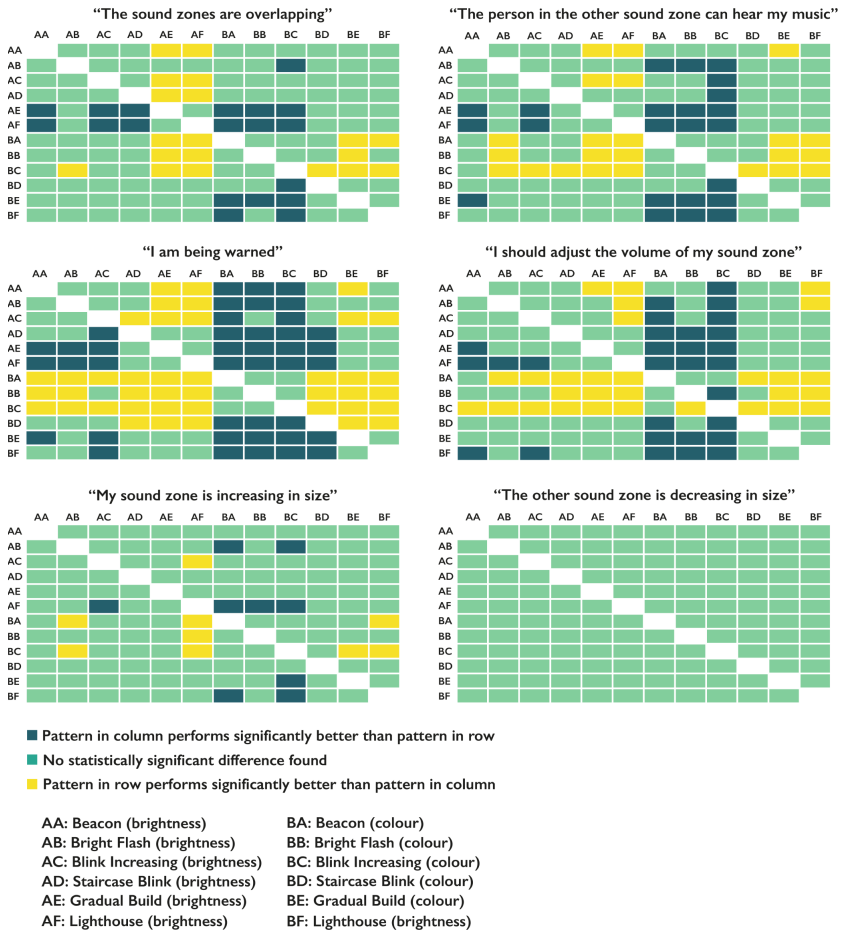 “The sound zones are overlapping”
AA AB AC AD AE AF BA BB BC BD BE BF
AA
AB
AC
AD
AE
AF
BA
BB
BC
BD
BE
BF
“The person in the other sound zone can hear my music”
AA AB AC AD AE AF BA BB BC BD BE BF
AA
AB
AC
AD
AE
AF
BA
BB
BC
BD
BE
BF
“I am being warned”
AA AB AC AD AE AF BA BB BC BD BE BF
AA
AB
AC
AD
AE
AF
BA
BB
BC
BD
BE
BF
“I should adjust the volume of my sound zone”
AA AB AC AD AE AF BA BB BC BD BE BF
AA
AB
AC
AD
AE
AF
BA
BB
BC
BD
BE
BF
“My sound zone is increasing in size”
AA AB AC AD AE AF BA BB BC BD BE BF
AA
AB
AC
AD
AE
AF
BA
BB
BC
BD
BE
BF
“The other sound zone is decreasing in size”
AA AB AC AD AE AF BA BB BC BD BE BF
AA
AB
AC
AD
AE
AF
BA
BB
BC
BD
BE
BF
Pattern in column performs significantly better than pattern in row
No statistically significant difference found
Pattern in row performs significantly better than pattern in column
AA: Beacon (brightness)
AB: Bright Flash (brightness)
AC: Blink Increasing (brightness)
AD: Staircase Blink (brightness)
AE: Gradual Build (brightness)
AF: Lighthouse (brightness)
BA: Beacon (colour)
BB: Bright Flash (colour)
BC: Blink Increasing (colour)
BD: Staircase Blink (colour)
BE: Gradual Build (colour)
BF: Lighthouse (brightness)